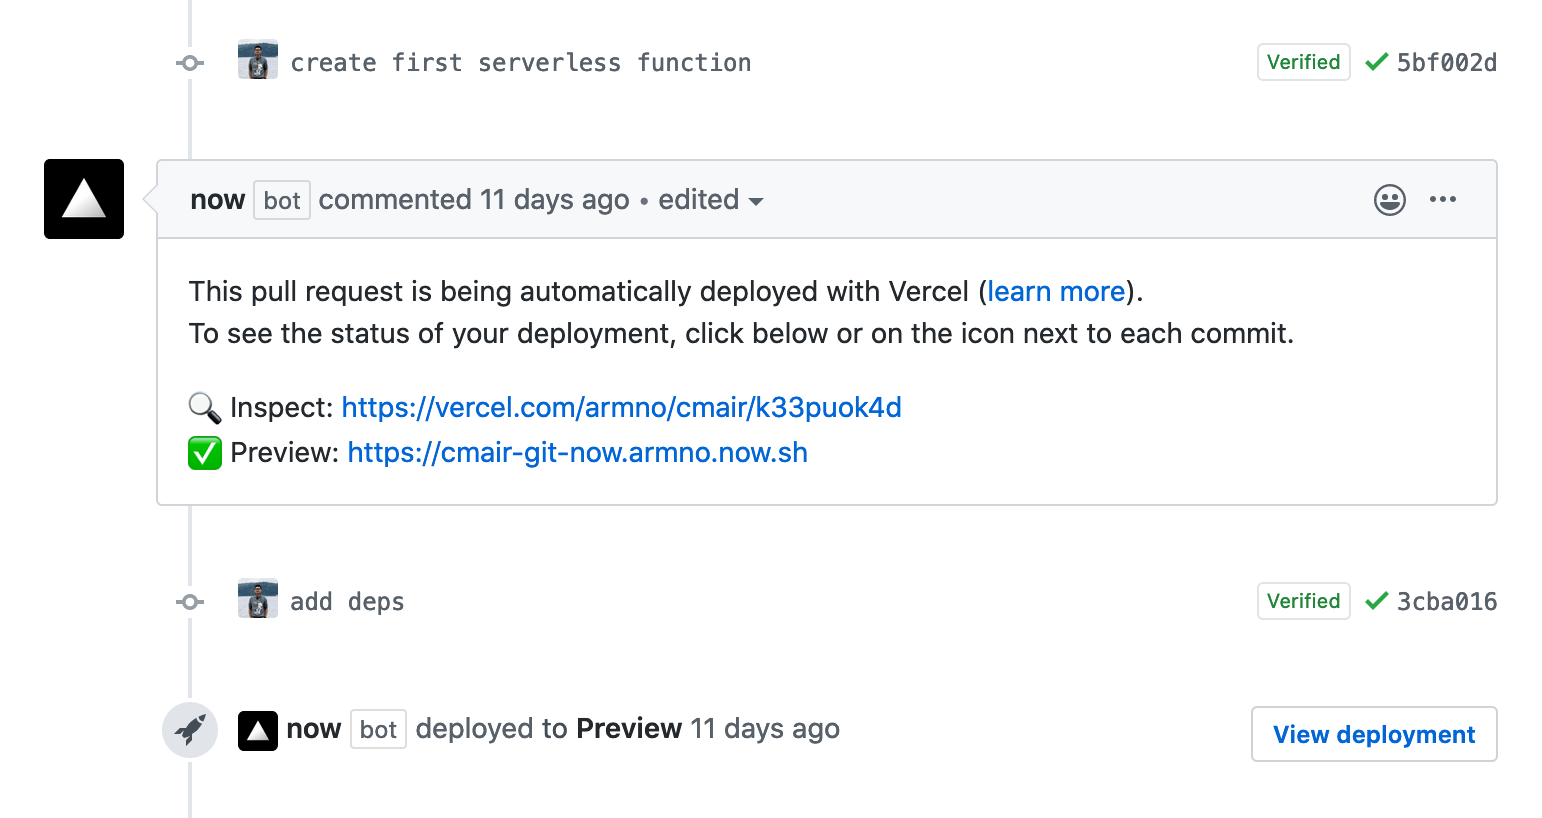 create first serverless function Verified 5bf002d
now bot commented 11 days ago • edited
This pull request is being automatically deployed with Vercel (learn more).
To see the status of your deployment, click below or on the icon next to each commit.
Inspect: https://vercel.com/armno/cmair/k33puok4d
Preview: https://cmair-git-now.armno.now.sh
add deps Verified 3cba016
now bot deployed to Preview 11 days ago View deployment